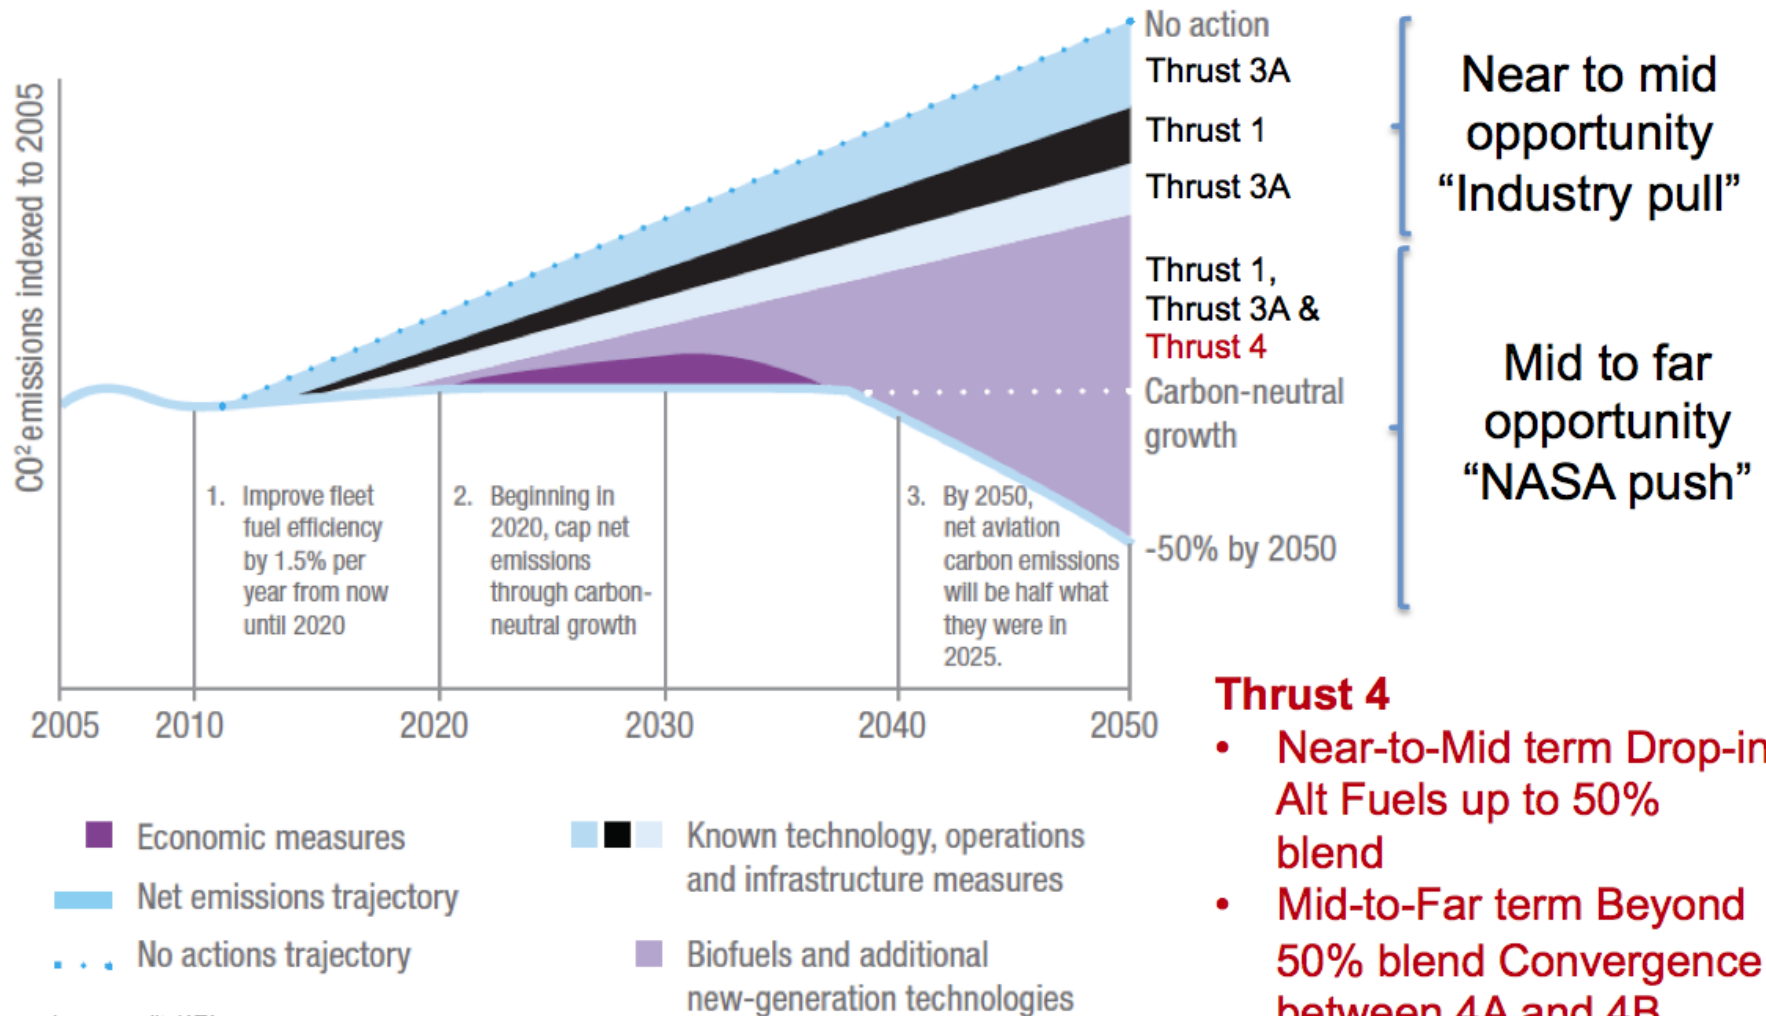 CO² emissions indexed to 2005
No action
Thrust 3A
Thrust 1
Thrust 3A
Thrust 1,
Thrust 3A &
Thrust 4
Carbon-neutral
growth
-50% by 2050
Near to mid
opportunity
“Industry pull”
Mid to far
opportunity
“NASA push”
1. Improve fleet
fuel efficiency
by 1.5% per
year from now
until 2020
2. Beginning in
2020, cap net
emissions
through carbon-
neutral growth
3. By 2050,
net aviation
carbon emissions
will be half what
they were in
2025.
2005 2010 2020 2030 2040 2050
Economic measures
Net emissions trajectory
No actions trajectory
Known technology, operations
and infrastructure measures
Biofuels and additional
new-generation technologies
Thrust 4
• Near-to-Mid term Drop-in
Alt Fuels up to 50%
blend
• Mid-to-Far term Beyond
50% blend Convergence
between 4A and 4B